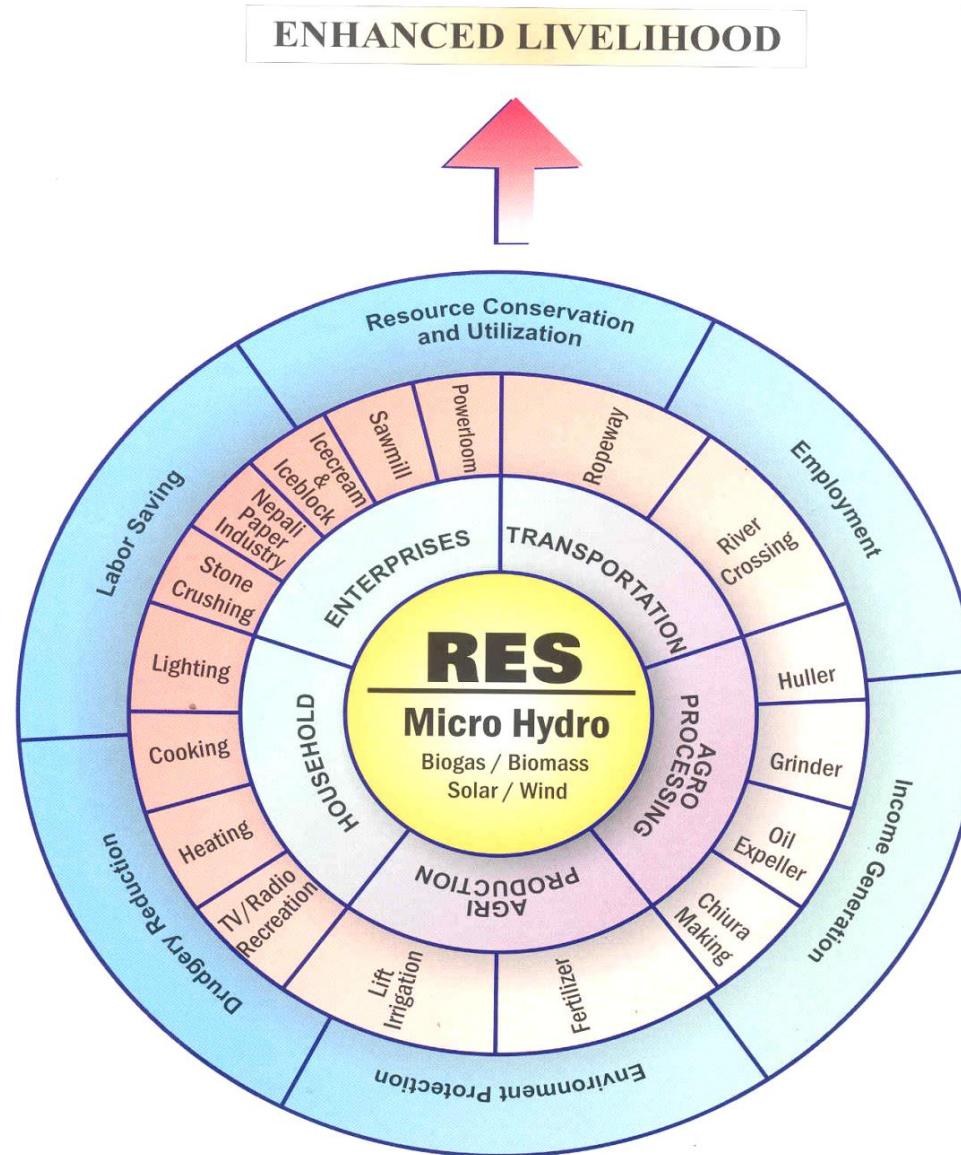 ENHANCED LIVELIHOOD
Resource Conservation
and Utilization
Employment
Income Generation
Environment Protection
Drudgery Reduction
Labor Saving
Ropeway
River
Crossing
Huller
Grinder
Oil
Expeller
Chiura
Making
Fertilizer
Lift
Irrigation
TV/Radio
Recreation
Heating
Cooking
Lighting
Stone
Crushing
Nepali
Paper
Industry
Icecream
&
Iceblock
Sawmill
Powerloom
ENTERPRISES
TRANSPORTATION
AGRO
PROCESSING
AGRI
PRODUCTION
HOUSEHOLD
RES
Micro Hydro
Biogas / Biomass
Solar / Wind